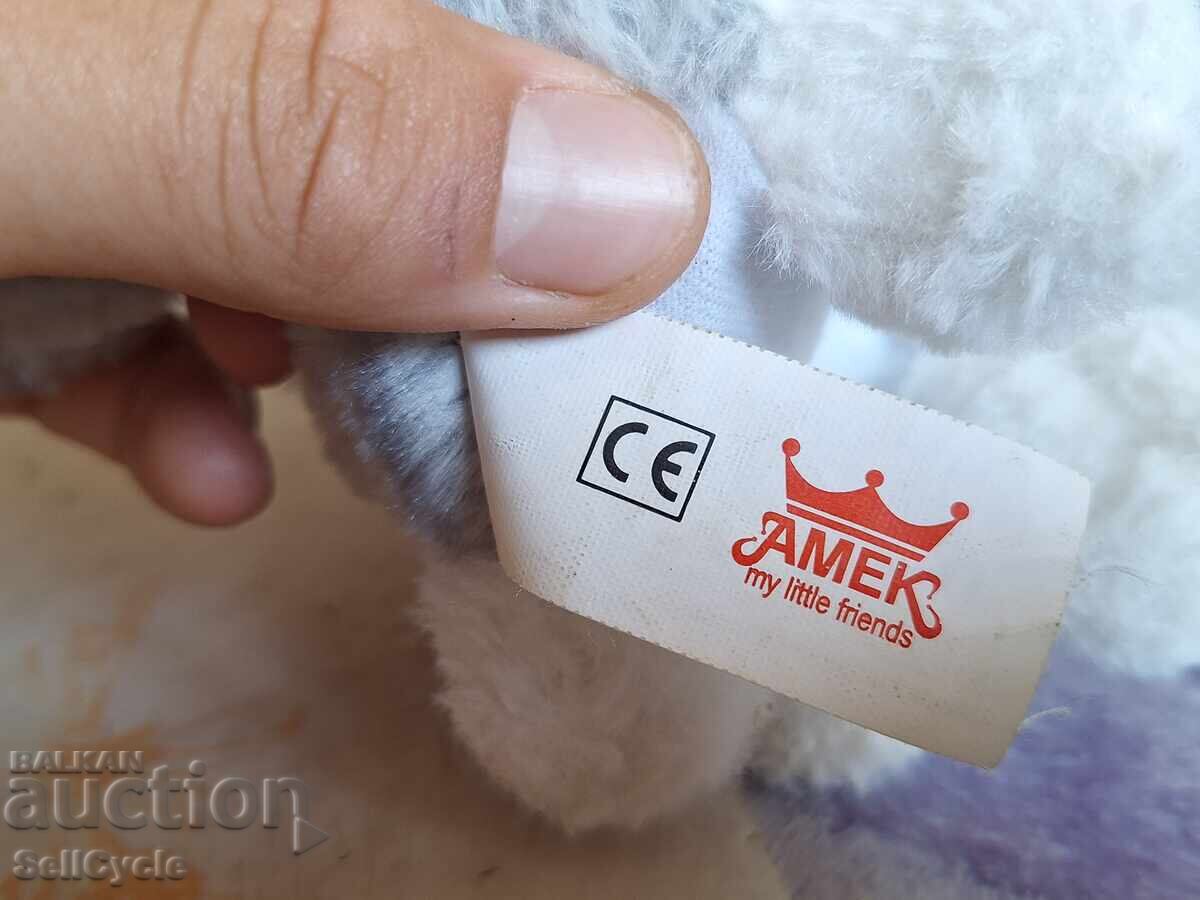 CE
AMEK
my little friends
BALKAN
auction
SellCycle